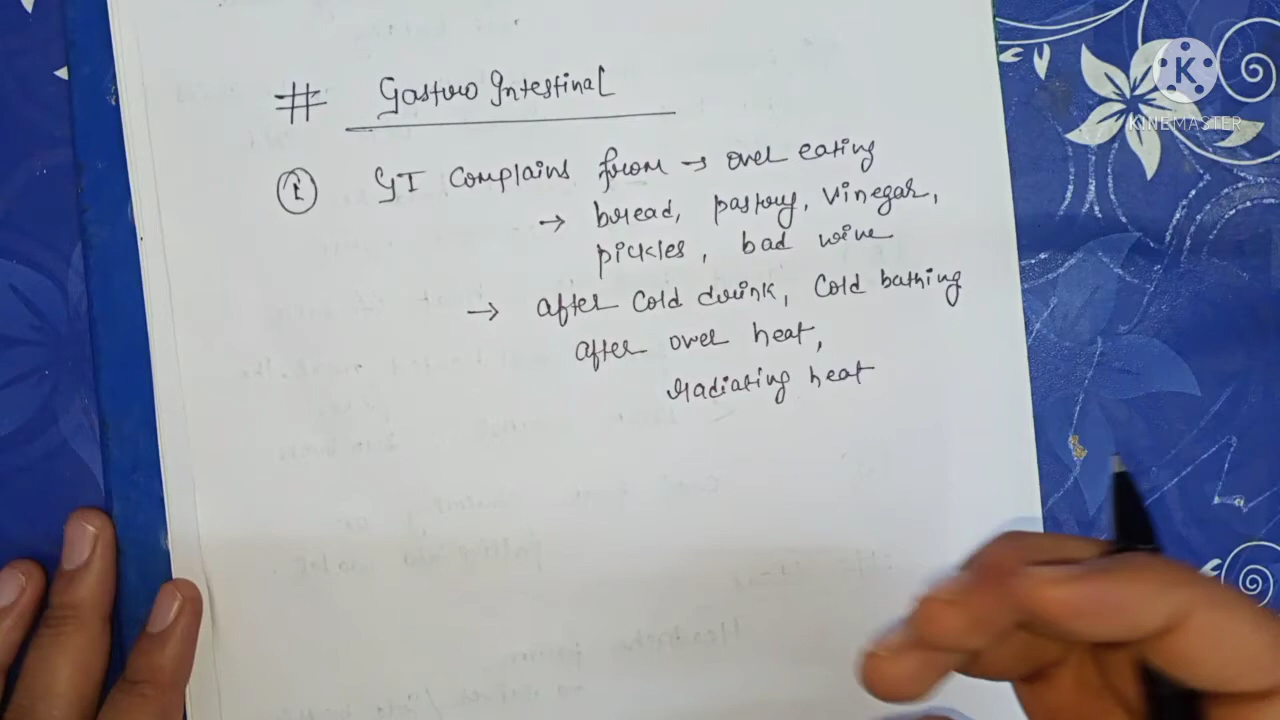 # Gastro Intestinal
① GI Complains from → over eating
→ bread, pastry, vinegar,
pickles, bad wine
→ after cold drink, cold bathing
after over heat,
radiating heat
K
KINEMASTER